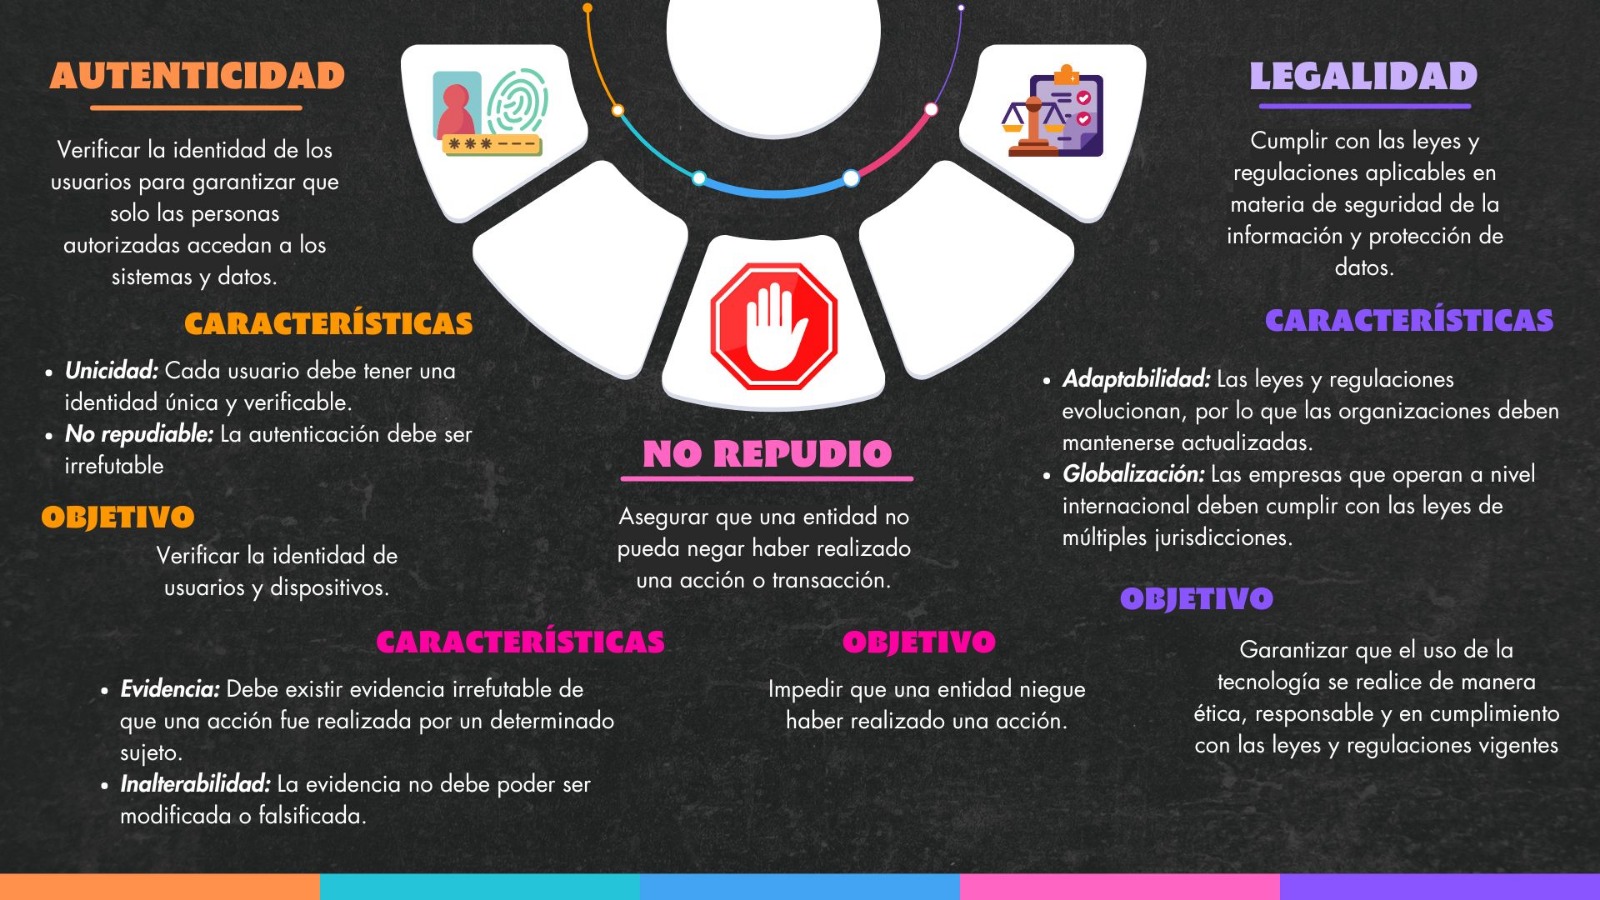 AUTENTICIDAD
Verificar la identidad de los
usuarios para garantizar que
solo las personas
autorizadas accedan a los
sistemas y datos.
CARACTERÍSTICAS
• Unicidad: Cada usuario debe tener una
identidad única y verificable.
• No repudiable: La autenticación debe ser
irrefutable
OBJETIVO
Verificar la identidad de
usuarios y dispositivos.
NO REPUDIO
Asegurar que una entidad no
pueda negar haber realizado
una acción o transacción.
CARACTERÍSTICAS
• Evidencia: Debe existir evidencia irrefutable de
que una acción fue realizada por un determinado
sujeto.
• Inalterabilidad: La evidencia no debe poder ser
modificada o falsificada.
OBJETIVO
Impedir que una entidad niegue
haber realizado una acción.
LEGALIDAD
Cumplir con las leyes y
regulaciones aplicables en
materia de seguridad de la
información y protección de
datos.
CARACTERÍSTICAS
• Adaptabilidad: Las leyes y regulaciones
evolucionan, por lo que las organizaciones deben
mantenerse actualizadas.
• Globalización: Las empresas que operan a nivel
internacional deben cumplir con las leyes de
múltiples jurisdicciones.
OBJETIVO
Garantizar que el uso de la
tecnología se realice de manera
ética, responsable y en cumplimiento
con las leyes y regulaciones vigentes